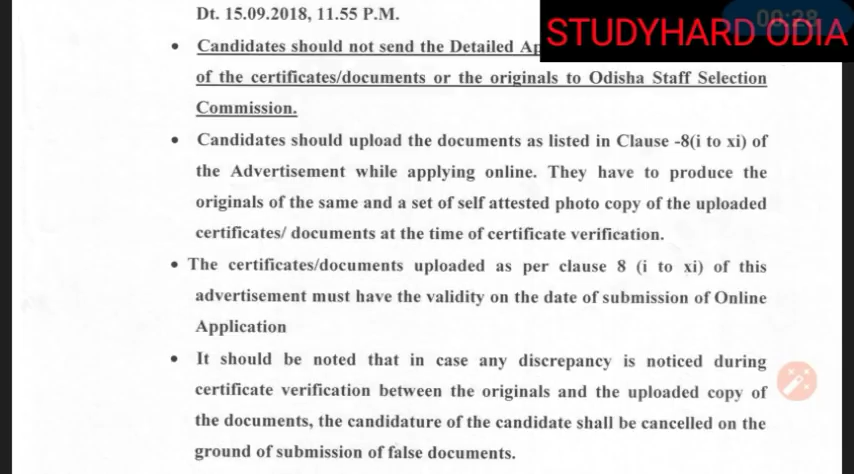 Dt. 15.09.2018, 11.55 P.M.
STUDYHARD ODIA
00:28
• Candidates should not send the Detailed
of the certificates/documents or the originals to Odisha Staff Selection
Commission.
• Candidates should upload the documents as listed in Clause -8(i to xi) of
the Advertisement while applying online. They have to produce the
originals of the same and a set of self attested photo copy of the uploaded
certificates/ documents at the time of certificate verification.
• The certificates/documents uploaded as per clause 8 (i to xi) of this
advertisement must have the validity on the date of submission of Online
Application
• It should be noted that in case any discrepancy is noticed during
certificate verification between the originals and the uploaded copy of
the documents, the candidature of the candidate shall be cancelled on the
ground of submission of false documents.